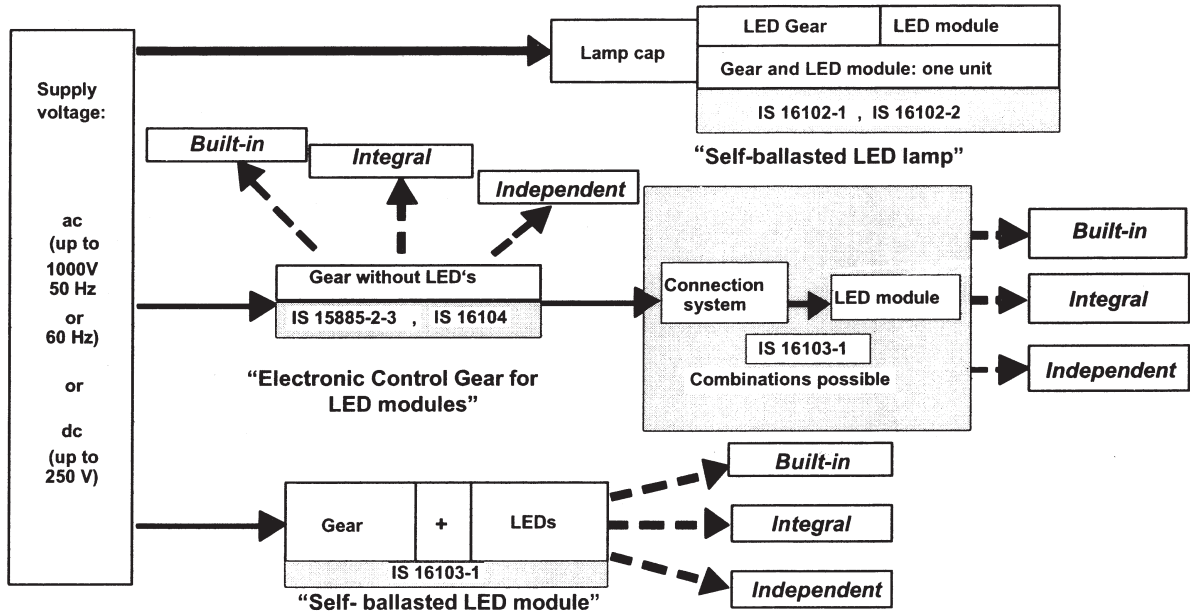 Supply
voltage:
ac
(up to
1000V
50 Hz
or
60 Hz)
or
dc
(up to
250 V)
Lamp cap
LED Gear
LED module
Gear and LED module: one unit
IS 16102-1 , IS 16102-2
“Self-ballasted LED lamp”
Built-in
Integral
Independent
Gear without LED‘s
IS 15885-2-3 , IS 16104
“Electronic Control Gear for
LED modules”
Connection
system
LED module
IS 16103-1
Combinations possible
Built-in
Integral
Independent
Gear
+
LEDs
IS 16103-1
“Self- ballasted LED module”
Built-in
Integral
Independent